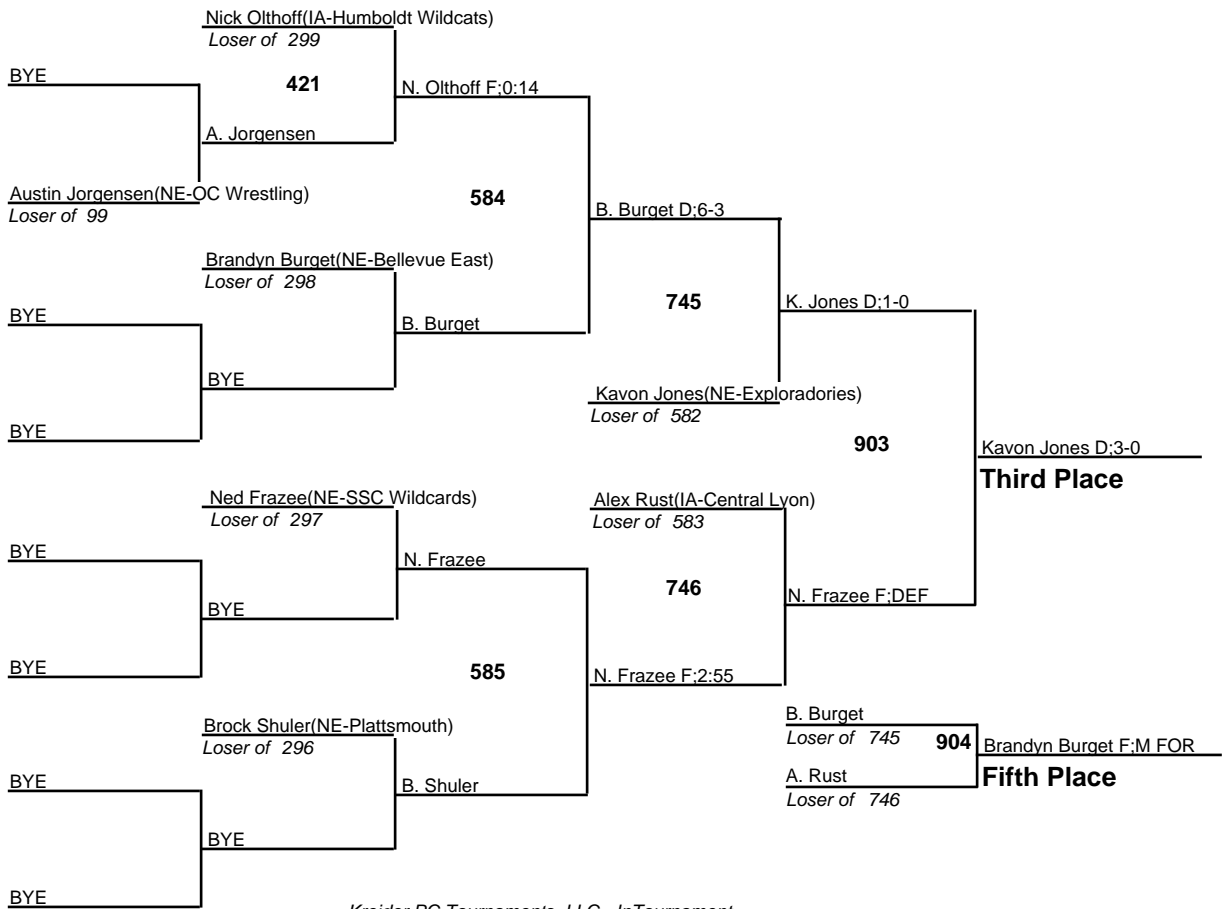 Nick Olthoff(IA-Humboldt Wildcats)
Loser of 299
BYE
421
N. Olthoff F;0:14
A. Jorgensen
Austin Jorgensen(NE-OC Wrestling)
Loser of 99
584
B. Burget D;6-3
Brandyn Burget(NE-Bellevue East)
Loser of 298
BYE
B. Burget
745
K. Jones D;1-0
BYE
Kavon Jones(NE-Exploradories)
Loser of 582
BYE
903
Kavon Jones D;3-0
Third Place
Ned Frazee(NE-SSC Wildcards)
Loser of 297
Alex Rust(IA-Central Lyon)
Loser of 583
BYE
N. Frazee
746
N. Frazee F;DEF
BYE
BYE
585
N. Frazee F;2:55
Brock Shuler(NE-Plattsmouth)
Loser of 296
B. Burget
Loser of 745
904
Brandyn Burget F;M FOR
Fifth Place
A. Rust
Loser of 746
BYE
B. Shuler
BYE
BYE